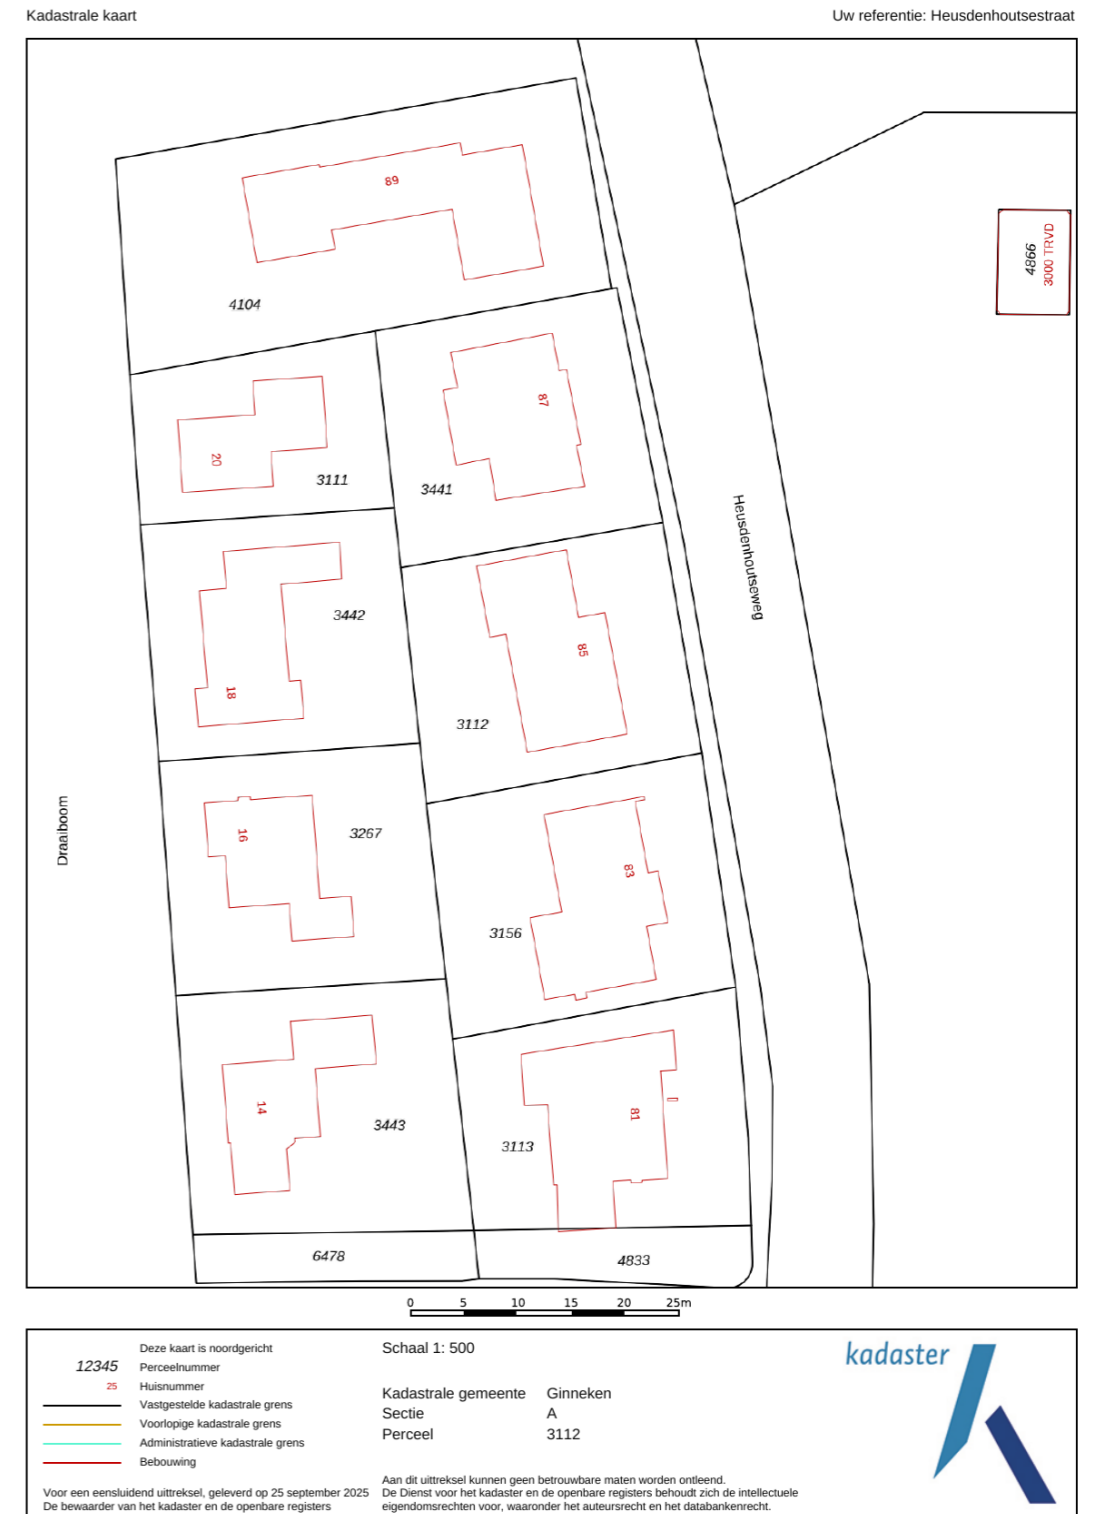 Kadastrale kaart
Uw referentie: Heusdenhoutsestraat
89
4104
4866
3000 TRVD
87
20
3111
3441
Heusdenhoutseweg
3442
85
18
3112
Draaiboom
16
3267
83
3156
14
81
3443
3113
6478
4833
0 5 10 15 20 25m
Deze kaart is noordgericht
12345 Perceelnummer
25 Huisnummer
Vastgestelde kadastrale grens
Voorlopige kadastrale grens
Administratieve kadastrale grens
Bebouwing
Voor een eensluidend uittreksel, geleverd op 25 september 2025
De bewaarder van het kadaster en de openbare registers
Schaal 1: 500
Kadastrale gemeente Ginneken
Sectie A
Perceel 3112
Aan dit uittreksel kunnen geen betrouwbare maten worden ontleend.
De Dienst voor het kadaster en de openbare registers behoudt zich de intellectuele
eigendomsrechten voor, waaronder het auteursrecht en het databankenrecht.
kadaster